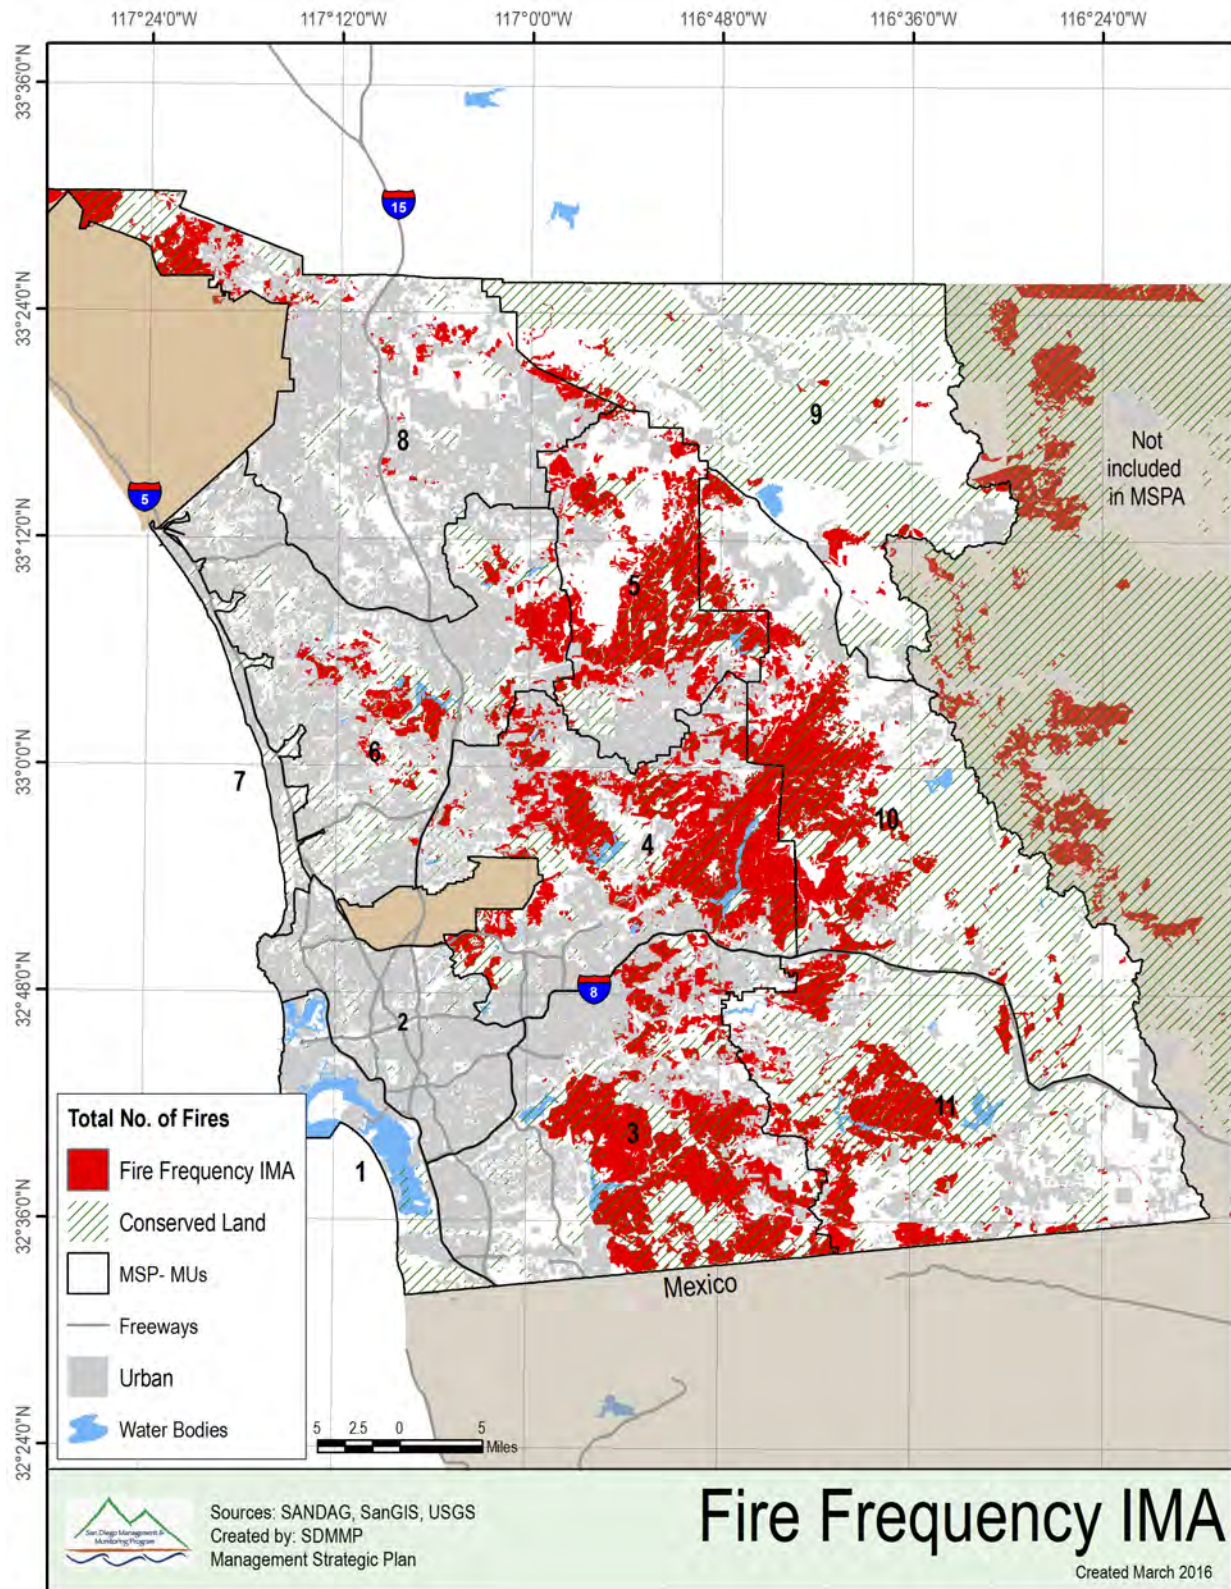 117°24'0"W
117°12'0"W
117°0'0"W
116°48'0"W
116°36'0"W
116°24'0"W
33°36'0"N
33°24'0"N
33°12'0"N
33°0'0"N
32°48'0"N
32°36'0"N
32°24'0"N
15
9
Not
included
in MSPA
8
5
5
6
7
4
10
8
2
3
11
1
Mexico
Total No. of Fires
Fire Frequency IMA
Conserved Land
MSP- MUs
Freeways
Urban
Water Bodies
5 2.5 0 5
Miles
San Diego Management &
Monitoring Program
Sources: SANDAG, SanGIS, USGS
Created by: SDMMP
Management Strategic Plan
Fire Frequency IMA
Created March 2016